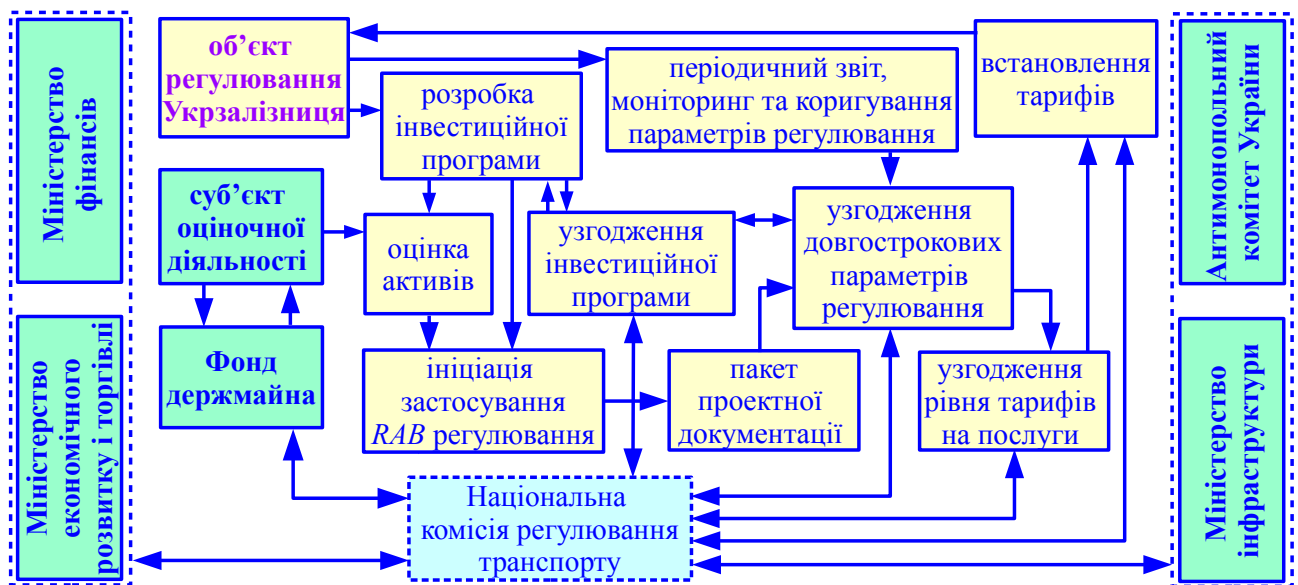 Міністерство
фінансів
Міністерство
економічного
розвитку і торгівлі
об’єкт
регулювання
Укрзалізниця
розробка
інвестиційної
програми
періодичний звіт,
моніторинг та коригування
параметрів регулювання
встановлення
тарифів
суб’єкт
оціночної
діяльності
оцінка
активів
узгодження
інвестиційної
програми
узгодження
довгострокових
параметрів
регулювання
Фонд
держмайна
ініціація
застосування
RAB регулювання
пакет
проектної
документації
узгодження
рівня тарифів
на послуги
Національна
комісія регулювання
транспорту
Антимонопольний
комітет України
Міністерство
інфраструктури